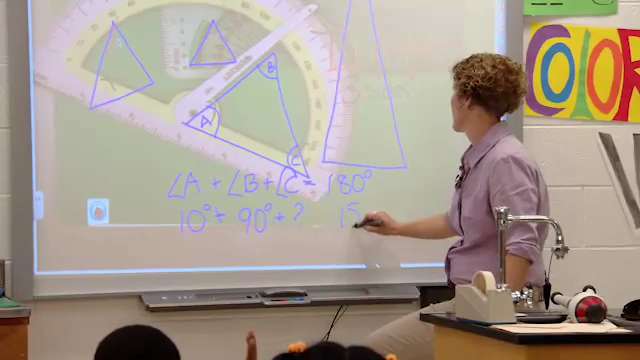 COLOR
A
B
C
∠A + ∠B + ∠C = 180°
10° + 90° + ? 15